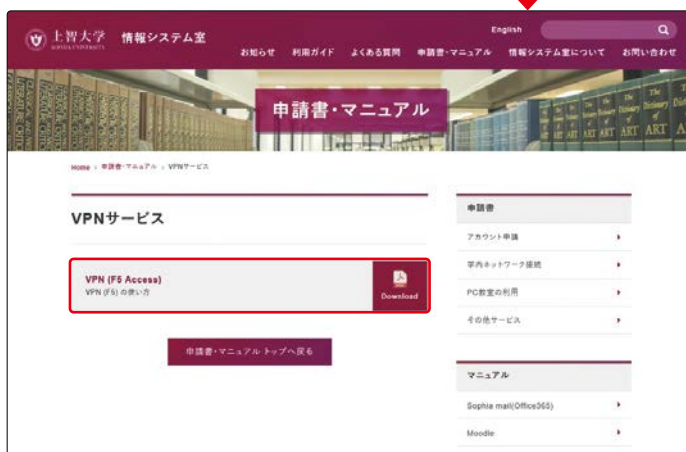 English
上智大学 情報システム室
SOPHIA UNIVERSITY
お知らせ 利用ガイド よくある質問 申請書・マニュアル 情報システム室について お問い合わせ
申請書・マニュアル
Home > 申請書・マニュアル > VPNサービス
VPNサービス
VPN (F5 Access)
VPN (F5) の使い方
Download
申請書・マニュアル トップへ戻る
申請書
アカウント申請
学内ネットワーク接続
PC教室の利用
その他サービス
マニュアル
Sophia mail(Office365)
Moodle